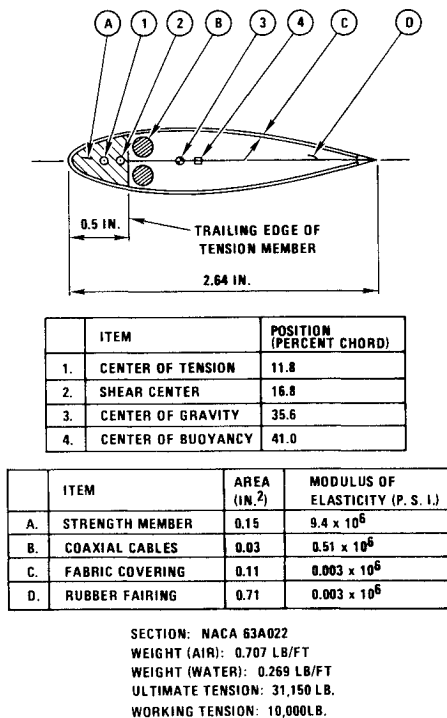 A 1 2 B 3 4 C D
0.5 IN.
TRAILING EDGE OF
TENSION MEMBER
2.64 IN.
ITEM POSITION (PERCENT CHORD)
1. CENTER OF TENSION 11.8
2. SHEAR CENTER 16.8
3. CENTER OF GRAVITY 35.6
4. CENTER OF BUOYANCY 41.0
ITEM AREA (IN.2) MODULUS OF ELASTICITY (P. S. I.)
A. STRENGTH MEMBER 0.15 9.4 x 10^6
B. COAXIAL CABLES 0.03 0.51 x 10^6
C. FABRIC COVERING 0.11 0.003 x 10^6
D. RUBBER FAIRING 0.71 0.003 x 10^6
SECTION: NACA 63A022
WEIGHT (AIR): 0.707 LB/FT
WEIGHT (WATER): 0.269 LB/FT
ULTIMATE TENSION: 31,150 LB.
WORKING TENSION: 10,000LB.